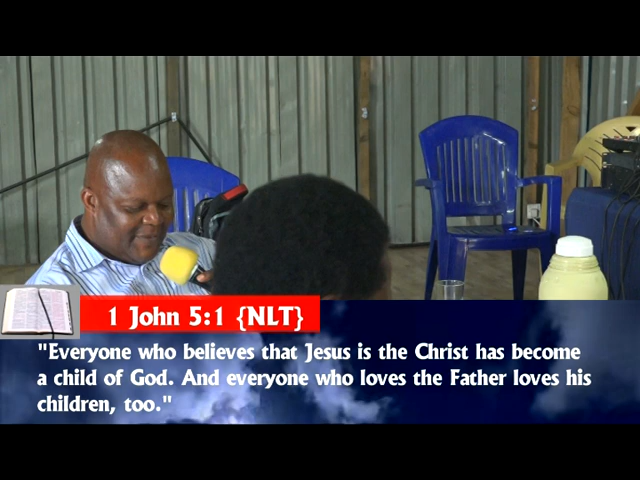 1 John 5:1 {NLT}
"Everyone who believes that Jesus is the Christ has become
a child of God. And everyone who loves the Father loves his
children, too."